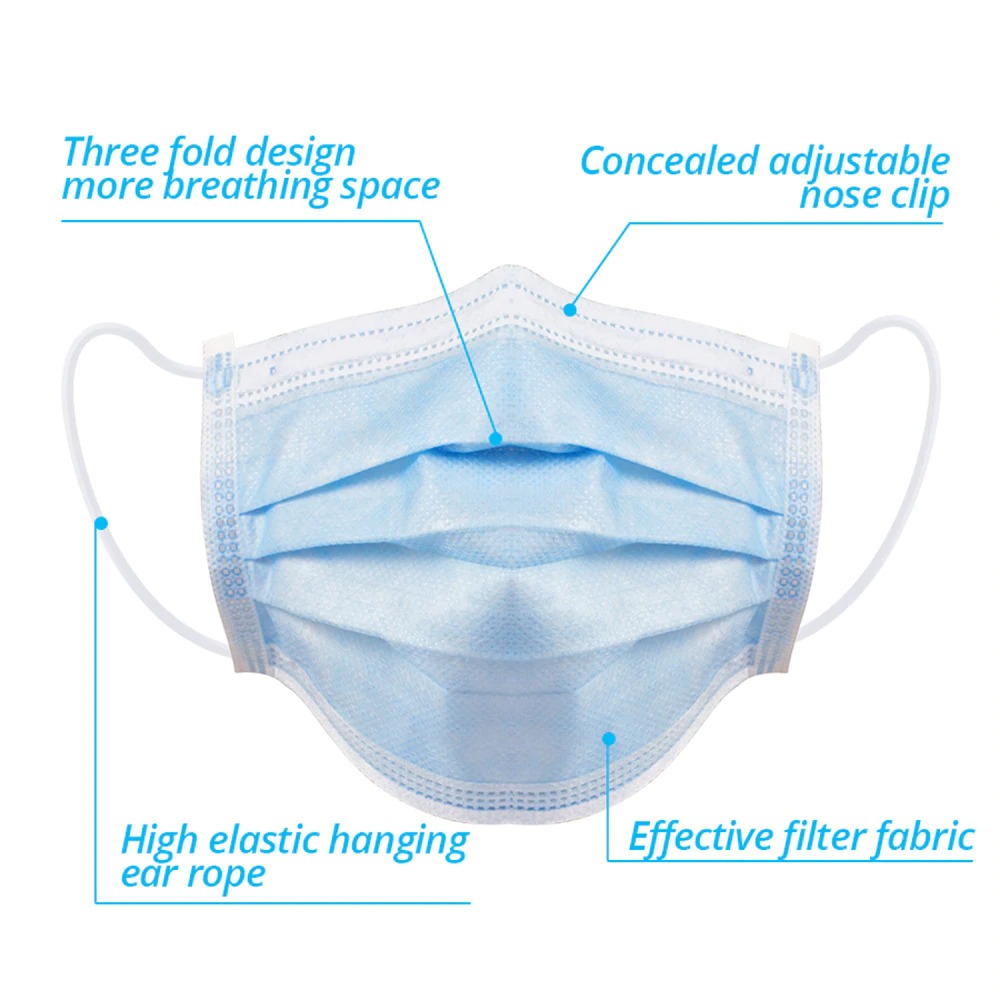 Three fold design
more breathing space
Concealed adjustable
nose clip
High elastic hanging
ear rope
Effective filter fabric